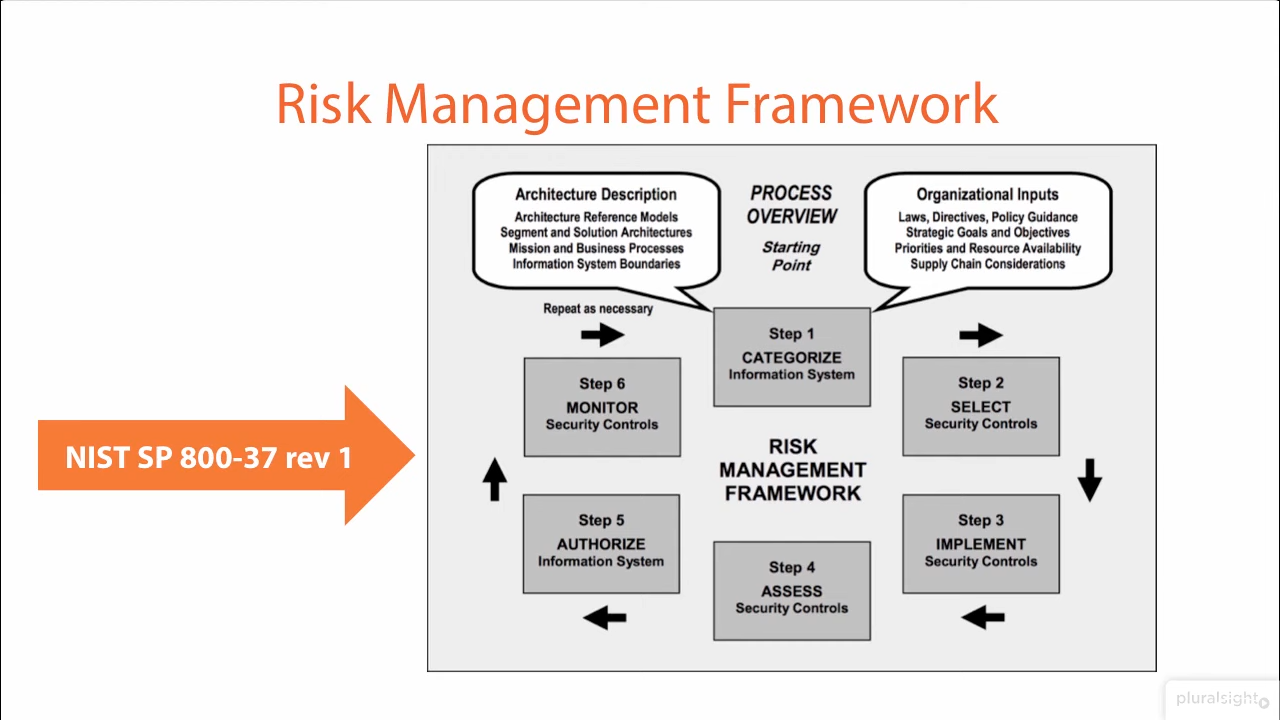 Risk Management Framework
Architecture Description
Architecture Reference Models
Segment and Solution Architectures
Mission and Business Processes
Information System Boundaries
PROCESS
OVERVIEW
Starting
Point
Organizational Inputs
Laws, Directives, Policy Guidance
Strategic Goals and Objectives
Priorities and Resource Availability
Supply Chain Considerations
Repeat as necessary
Step 1
CATEGORIZE
Information System
Step 6
MONITOR
Security Controls
Step 2
SELECT
Security Controls
NIST SP 800-37 rev 1
RISK
MANAGEMENT
FRAMEWORK
Step 5
AUTHORIZE
Information System
Step 4
ASSESS
Security Controls
Step 3
IMPLEMENT
Security Controls
pluralsight